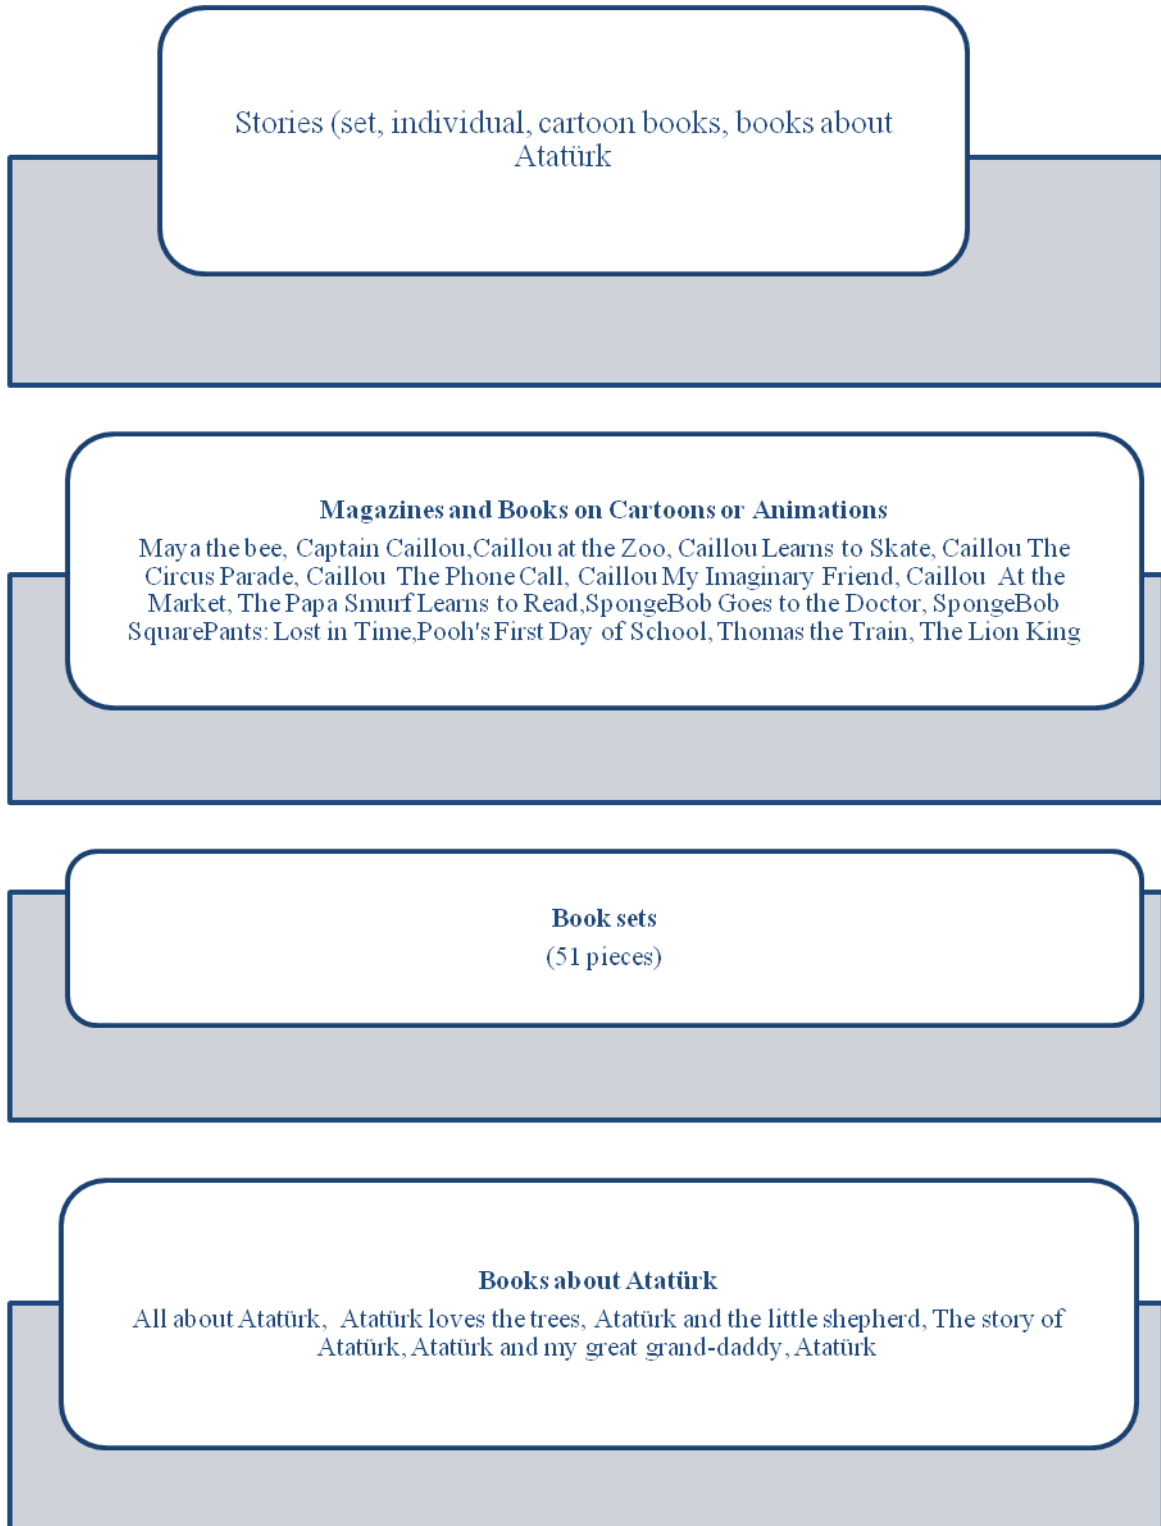 Stories (set, individual, cartoon books, books about
Atatürk
Magazines and Books on Cartoons or Animations
Maya the bee, Captain Caillou,Caillou at the Zoo, Caillou Learns to Skate, Caillou The
Circus Parade, Caillou The Phone Call, Caillou My Imaginary Friend, Caillou At the
Market, The Papa Smurf Learns to Read,SpongeBob Goes to the Doctor, SpongeBob
SquarePants: Lost in Time,Pooh's First Day of School, Thomas the Train, The Lion King
Book sets
(51 pieces)
Books about Atatürk
All about Atatürk, Atatürk loves the trees, Atatürk and the little shepherd, The story of
Atatürk, Atatürk and my great grand-daddy, Atatürk